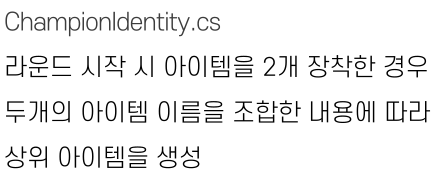 ChampionIdentity.cs
라운드 시작 시 아이템을 2개 장착한 경우
두개의 아이템 이름을 조합한 내용에 따라
상위 아이템을 생성